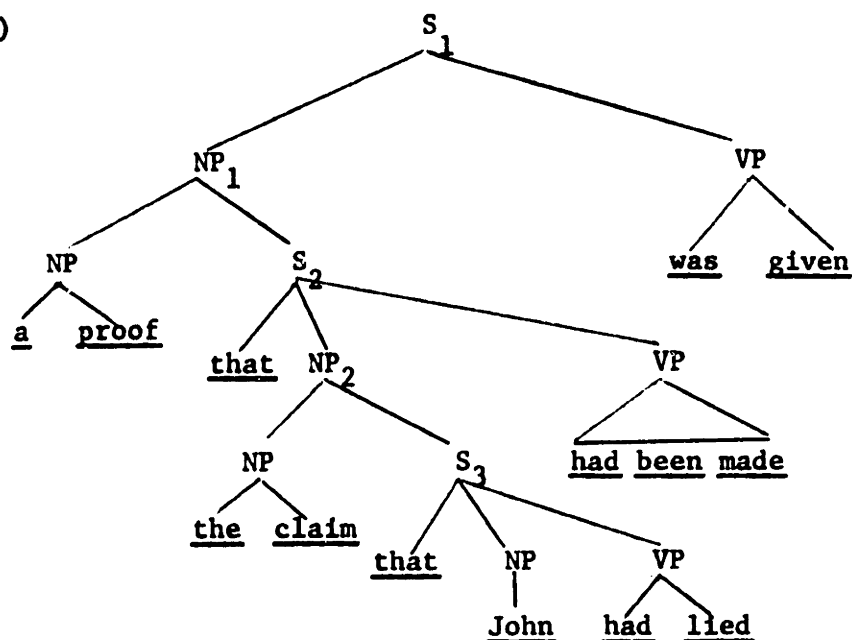 )
S1
NP1 VP
NP S2 was given
a proof that NP2 VP
NP S3 had been made
the claim that NP VP
John had lied